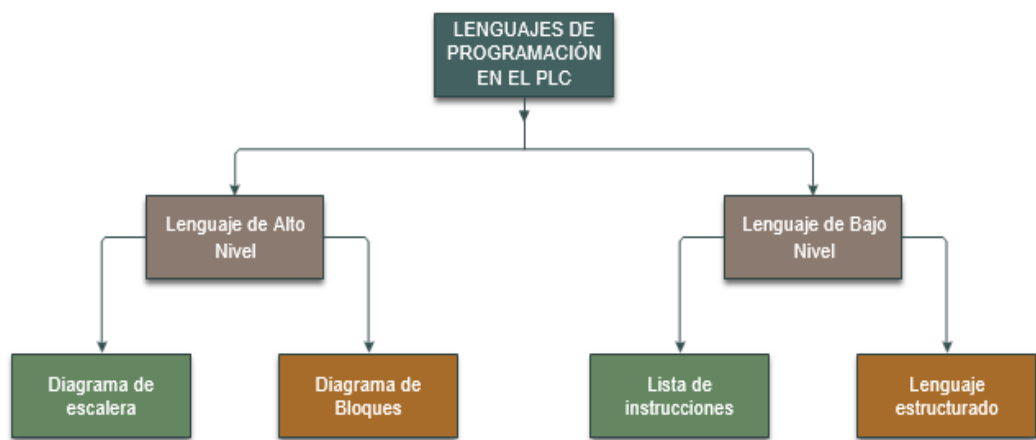 LENGUAJES DE
PROGRAMACIÓN
EN EL PLC
Lenguaje de Alto
Nivel
Lenguaje de Bajo
Nivel
Diagrama de
escalera
Diagrama de
Bloques
Lista de
instrucciones
Lenguaje
estructurado